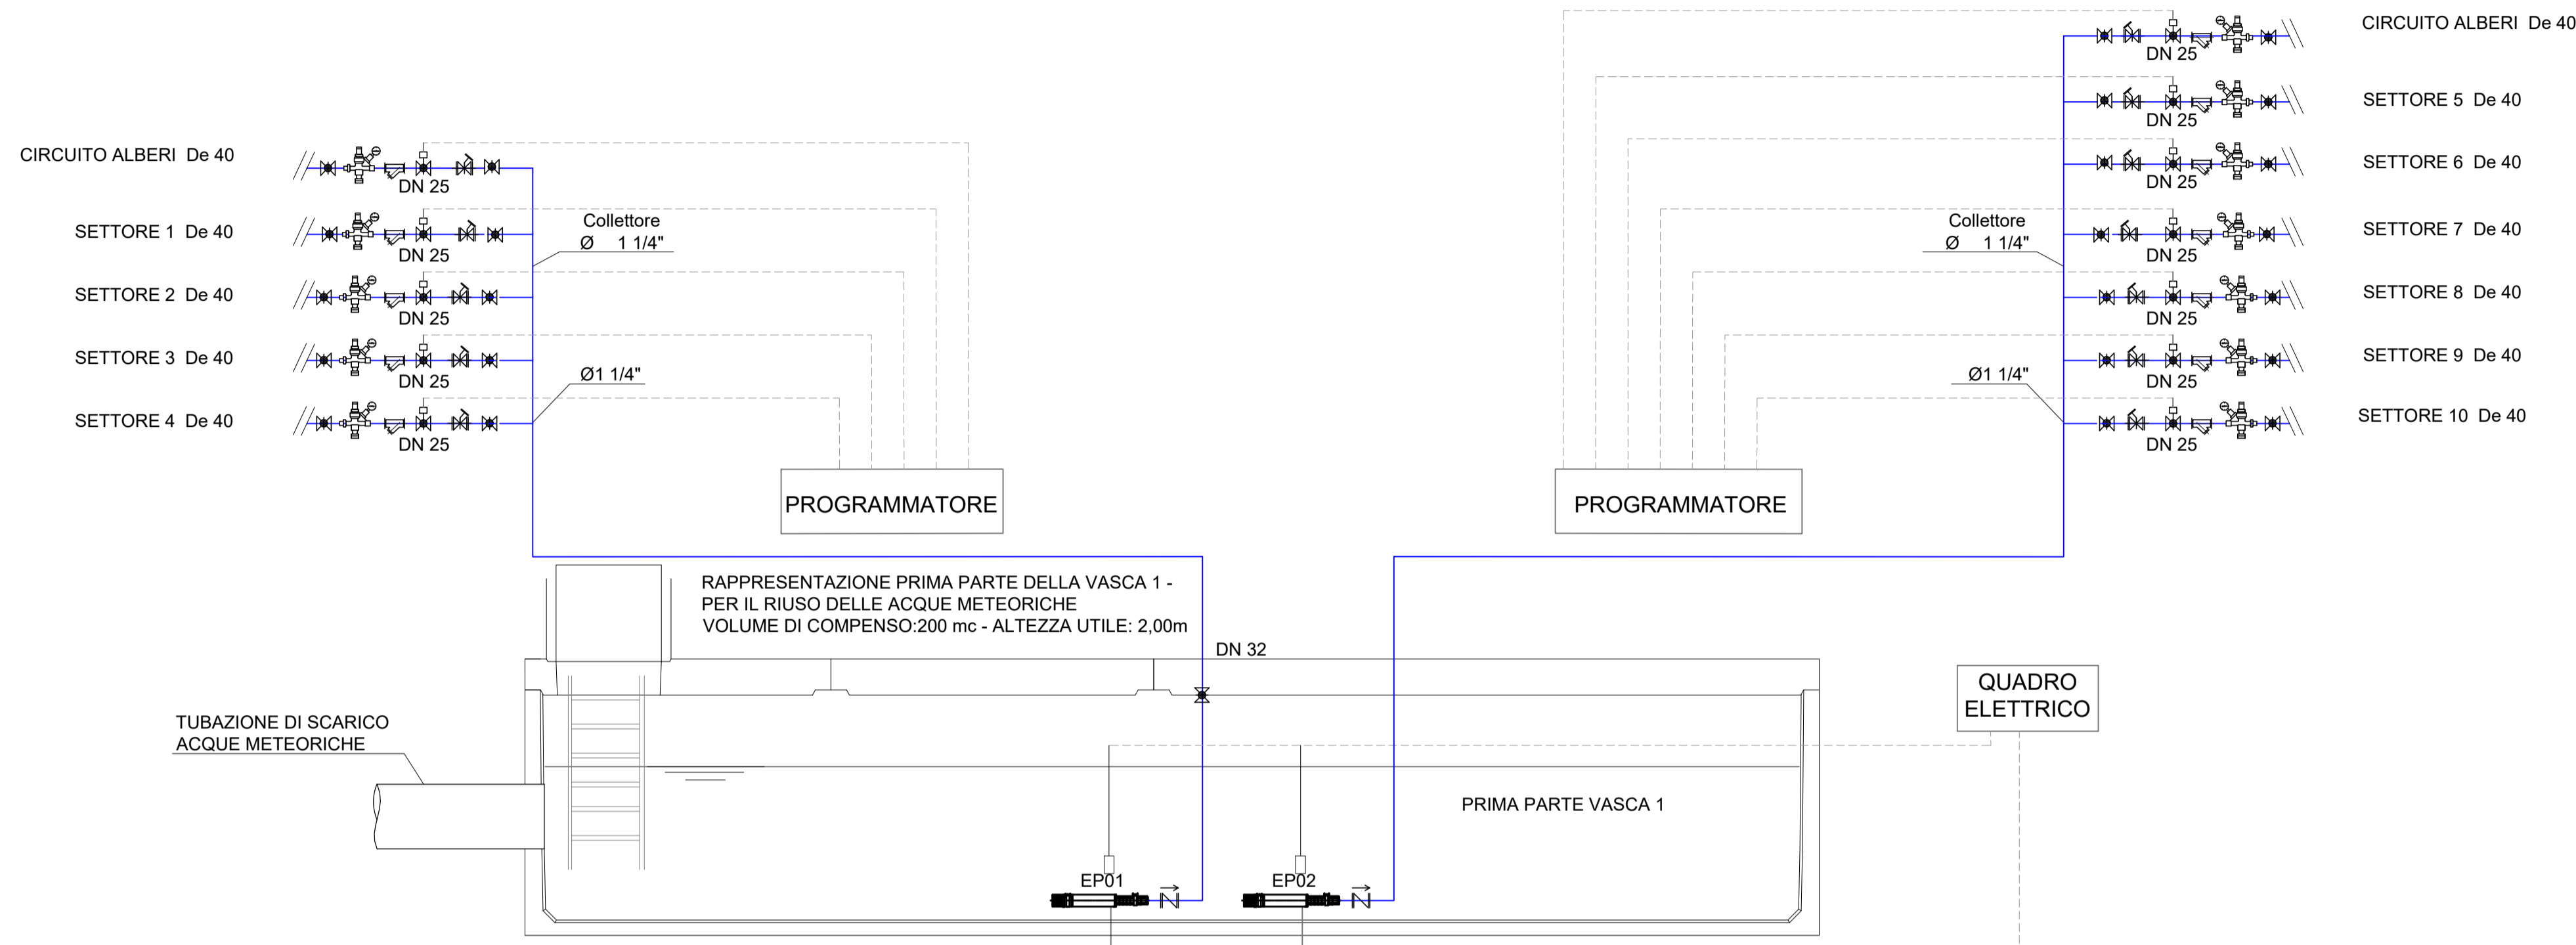 CIRCUITO ALBERI De 40
DN 25
SETTORE 1 De 40
DN 25
SETTORE 2 De 40
DN 25
SETTORE 3 De 40
DN 25
SETTORE 4 De 40
DN 25
Collettore
Ø 1 1/4"
Ø1 1/4"
PROGRAMMATORE
CIRCUITO ALBERI De 40
DN 25
SETTORE 5 De 40
DN 25
SETTORE 6 De 40
DN 25
SETTORE 7 De 40
DN 25
SETTORE 8 De 40
DN 25
SETTORE 9 De 40
DN 25
SETTORE 10 De 40
DN 25
Collettore
Ø 1 1/4"
Ø1 1/4"
PROGRAMMATORE
RAPPRESENTAZIONE PRIMA PARTE DELLA VASCA 1 -
PER IL RIUSO DELLE ACQUE METEORICHE
VOLUME DI COMPENSO:200 mc - ALTEZZA UTILE: 2,00m
DN 32
QUADRO
ELETTRICO
TUBAZIONE DI SCARICO
ACQUE METEORICHE
PRIMA PARTE VASCA 1
EP01
EP02